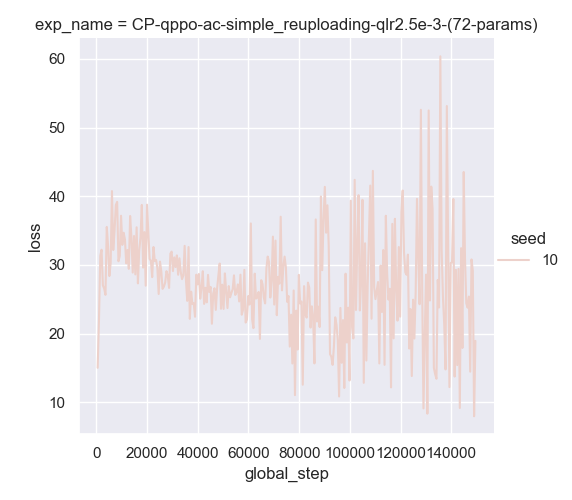 exp_name = CP-qppo-ac-simple_reuploading-qlr2.5e-3-(72-params)
60
50
40
30
20
10
loss
seed
10
0 20000 40000 60000 80000 100000 120000 140000
global_step